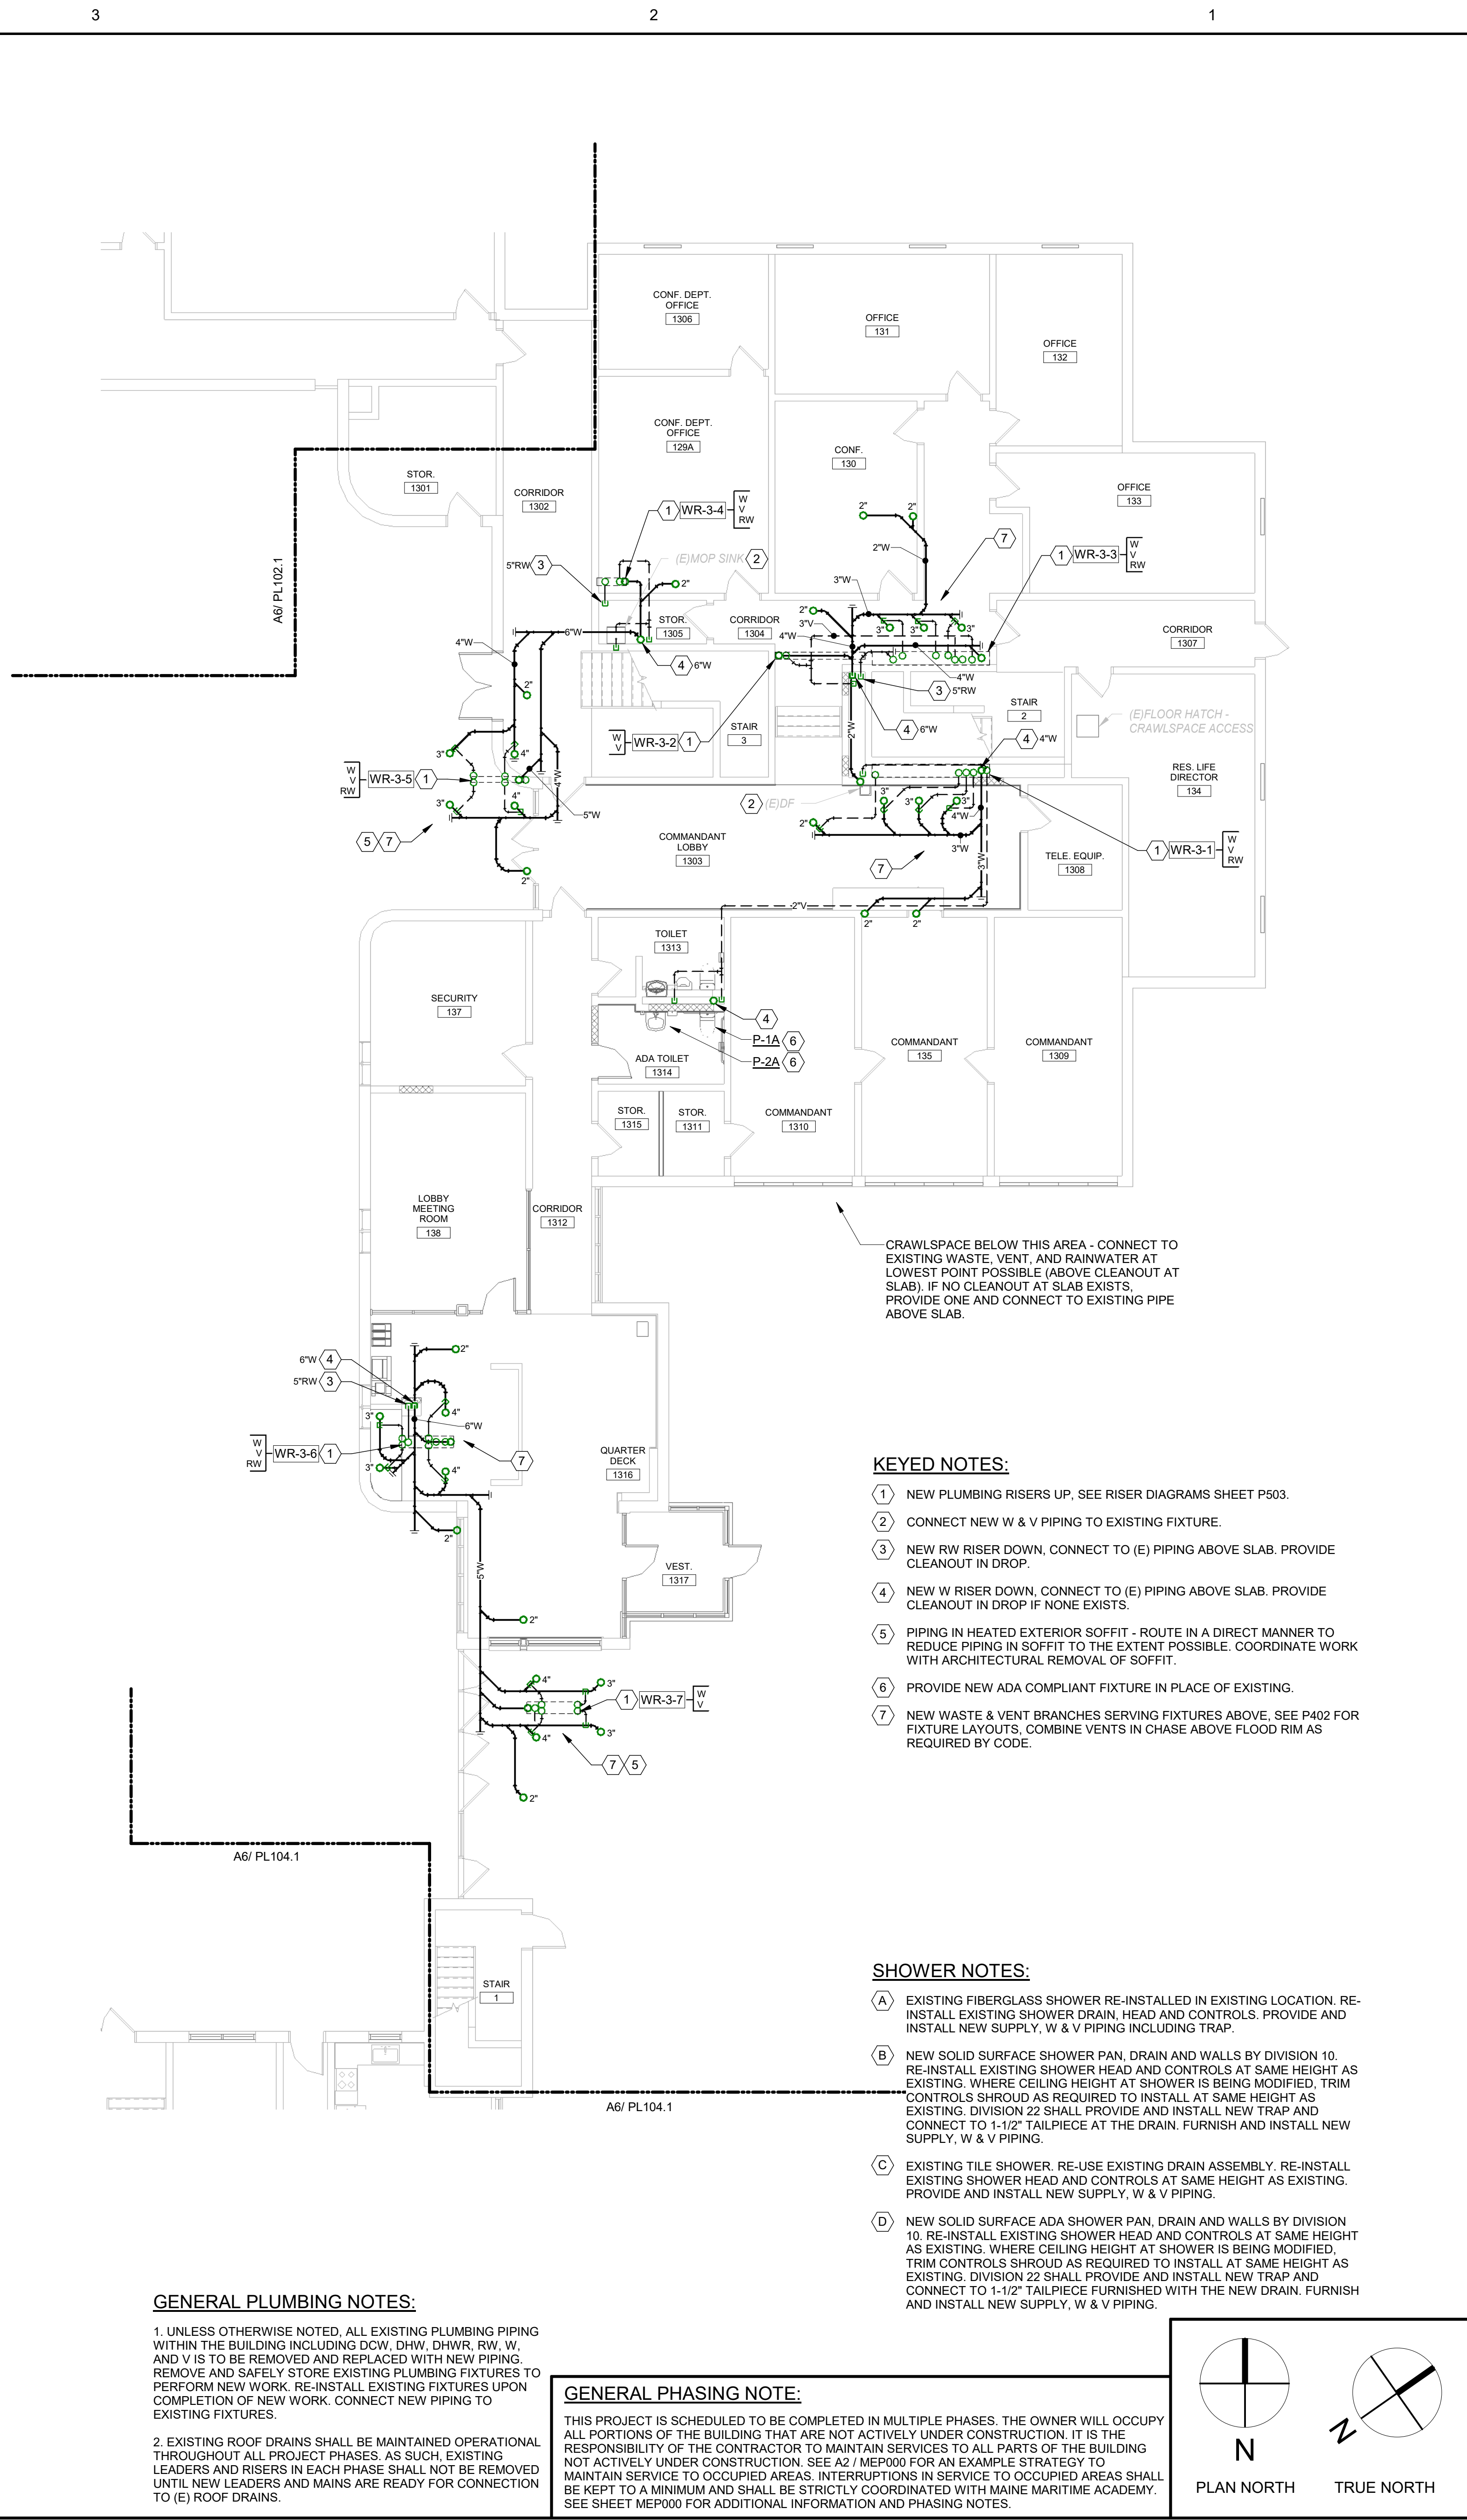 3
2
1
A6/ PL102.1
CONF. DEPT.
OFFICE
1306
OFFICE
131
OFFICE
132
CONF. DEPT.
OFFICE
129A
CONF.
130
STOR.
1301
CORRIDOR
1302
OFFICE
133
1
WR-3-4
W
V
RW
2"
2"
2"W
7
1
WR-3-3
W
V
RW
5"RW
3
(E)MOP SINK
2
2"
3"W
2"
3"V
4"W
3"
3"
3"
STOR.
1305
CORRIDOR
1304
CORRIDOR
1307
4"W
6"W
4
6"W
4"W
3
5"RW
2"
STAIR
3
2"W
STAIR
2
4
6"W
(E)FLOOR HATCH -
CRAWLSPACE ACCESS
W
V
WR-3-2
1
4
4"W
3"
4"
W
V
RW
WR-3-5
1
4"W
RES. LIFE
DIRECTOR
134
3"
4"
5"W
2
(E)DF
3"
3"
3"
4"W
2"
3"W
5
7
COMMANDANT
LOBBY
1303
7
3"W
TELE. EQUIP.
1308
1
WR-3-1
W
V
RW
2"
2"V
2"
2"
TOILET
1313
SECURITY
137
4
P-1A
6
P-2A
6
ADA TOILET
1314
COMMANDANT
135
COMMANDANT
1309
STOR.
1315
STOR.
1311
COMMANDANT
1310
LOBBY
MEETING
ROOM
138
CORRIDOR
1312
CRAWLSPACE BELOW THIS AREA - CONNECT TO
EXISTING WASTE, VENT, AND RAINWATER AT
LOWEST POINT POSSIBLE (ABOVE CLEANOUT AT
SLAB). IF NO CLEANOUT AT SLAB EXISTS,
PROVIDE ONE AND CONNECT TO EXISTING PIPE
ABOVE SLAB.
6"W
4
5"RW
3
2"
3"
4"
6"W
W
V
RW
WR-3-6
1
3"
4"
7
QUARTER
DECK
1316
2"
5"W
VEST.
1317
2"
4"
3"
1
WR-3-7
W
V
4"
3"
7
5
2"
A6/ PL104.1
STAIR
1
A6/ PL104.1
KEYED NOTES:
1 NEW PLUMBING RISERS UP, SEE RISER DIAGRAMS SHEET P503.
2 CONNECT NEW W & V PIPING TO EXISTING FIXTURE.
3 NEW RW RISER DOWN, CONNECT TO (E) PIPING ABOVE SLAB. PROVIDE
CLEANOUT IN DROP.
4 NEW W RISER DOWN, CONNECT TO (E) PIPING ABOVE SLAB. PROVIDE
CLEANOUT IN DROP IF NONE EXISTS.
5 PIPING IN HEATED EXTERIOR SOFFIT - ROUTE IN A DIRECT MANNER TO
REDUCE PIPING IN SOFFIT TO THE EXTENT POSSIBLE. COORDINATE WORK
WITH ARCHITECTURAL REMOVAL OF SOFFIT.
6 PROVIDE NEW ADA COMPLIANT FIXTURE IN PLACE OF EXISTING.
7 NEW WASTE & VENT BRANCHES SERVING FIXTURES ABOVE, SEE P402 FOR
FIXTURE LAYOUTS, COMBINE VENTS IN CHASE ABOVE FLOOD RIM AS
REQUIRED BY CODE.
SHOWER NOTES:
A EXISTING FIBERGLASS SHOWER RE-INSTALLED IN EXISTING LOCATION. RE-
INSTALL EXISTING SHOWER DRAIN, HEAD AND CONTROLS. PROVIDE AND
INSTALL NEW SUPPLY, W & V PIPING INCLUDING TRAP.
B NEW SOLID SURFACE SHOWER PAN, DRAIN AND WALLS BY DIVISION 10.
RE-INSTALL EXISTING SHOWER HEAD AND CONTROLS AT SAME HEIGHT AS
EXISTING. WHERE CEILING HEIGHT AT SHOWER IS BEING MODIFIED, TRIM
CONTROLS SHROUD AS REQUIRED TO INSTALL AT SAME HEIGHT AS
EXISTING. DIVISION 22 SHALL PROVIDE AND INSTALL NEW TRAP AND
CONNECT TO 1-1/2" TAILPIECE AT THE DRAIN. FURNISH AND INSTALL NEW
SUPPLY, W & V PIPING.
C EXISTING TILE SHOWER. RE-USE EXISTING DRAIN ASSEMBLY. RE-INSTALL
EXISTING SHOWER HEAD AND CONTROLS AT SAME HEIGHT AS EXISTING.
PROVIDE AND INSTALL NEW SUPPLY, W & V PIPING.
D NEW SOLID SURFACE ADA SHOWER PAN, DRAIN AND WALLS BY DIVISION
10. RE-INSTALL EXISTING SHOWER HEAD AND CONTROLS AT SAME HEIGHT
AS EXISTING. WHERE CEILING HEIGHT AT SHOWER IS BEING MODIFIED,
TRIM CONTROLS SHROUD AS REQUIRED TO INSTALL AT SAME HEIGHT AS
EXISTING. DIVISION 22 SHALL PROVIDE AND INSTALL NEW TRAP AND
CONNECT TO 1-1/2" TAILPIECE FURNISHED WITH THE NEW DRAIN. FURNISH
AND INSTALL NEW SUPPLY, W & V PIPING.
GENERAL PLUMBING NOTES:
1. UNLESS OTHERWISE NOTED, ALL EXISTING PLUMBING PIPING
WITHIN THE BUILDING INCLUDING DCW, DHW, DHWR, RW, W,
AND V IS TO BE REMOVED AND REPLACED WITH NEW PIPING.
REMOVE AND SAFELY STORE EXISTING PLUMBING FIXTURES TO
PERFORM NEW WORK. RE-INSTALL EXISTING FIXTURES UPON
COMPLETION OF NEW WORK. CONNECT NEW PIPING TO
EXISTING FIXTURES.
2. EXISTING ROOF DRAINS SHALL BE MAINTAINED OPERATIONAL
THROUGHOUT ALL PROJECT PHASES. AS SUCH, EXISTING
LEADERS AND RISERS IN EACH PHASE SHALL NOT BE REMOVED
UNTIL NEW LEADERS AND MAINS ARE READY FOR CONNECTION
TO (E) ROOF DRAINS.
GENERAL PHASING NOTE:
THIS PROJECT IS SCHEDULED TO BE COMPLETED IN MULTIPLE PHASES. THE OWNER WILL OCCUPY
ALL PORTIONS OF THE BUILDING THAT ARE NOT ACTIVELY UNDER CONSTRUCTION. IT IS THE
RESPONSIBILITY OF THE CONTRACTOR TO MAINTAIN SERVICES TO ALL PARTS OF THE BUILDING
NOT ACTIVELY UNDER CONSTRUCTION. SEE A2 / MEP000 FOR AN EXAMPLE STRATEGY TO
MAINTAIN SERVICE TO OCCUPIED AREAS. INTERRUPTIONS IN SERVICE TO OCCUPIED AREAS SHALL
BE KEPT TO A MINIMUM AND SHALL BE STRICTLY COORDINATED WITH MAINE MARITIME ACADEMY.
SEE SHEET MEP000 FOR ADDITIONAL INFORMATION AND PHASING NOTES.
N
PLAN NORTH
N
TRUE NORTH